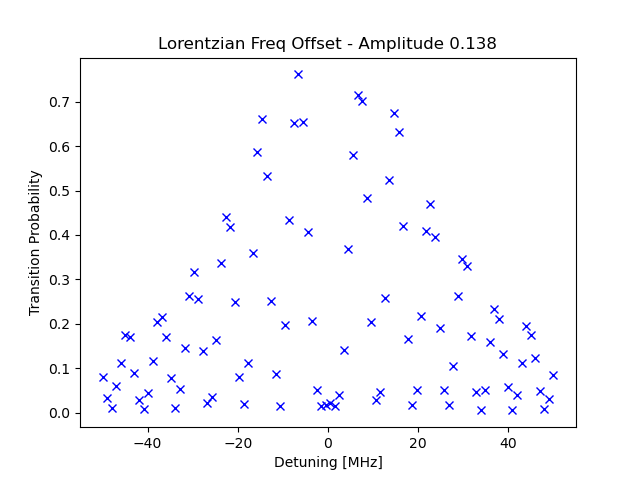 Lorentzian Freq Offset - Amplitude 0.138
Transition Probability
0.7
0.6
0.5
0.4
0.3
0.2
0.1
0.0
−40 −20 0 20 40
Detuning [MHz]